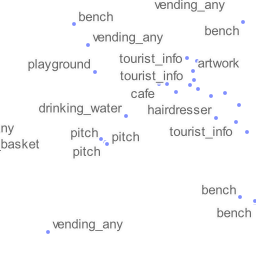 vending_any
bench
bench
vending_any
tourist_info
artwork
playground
tourist_info
cafe
drinking_water
hairdresser
ny
tourist_info
pitch
pitch
_basket
pitch
bench
bench
vending_any